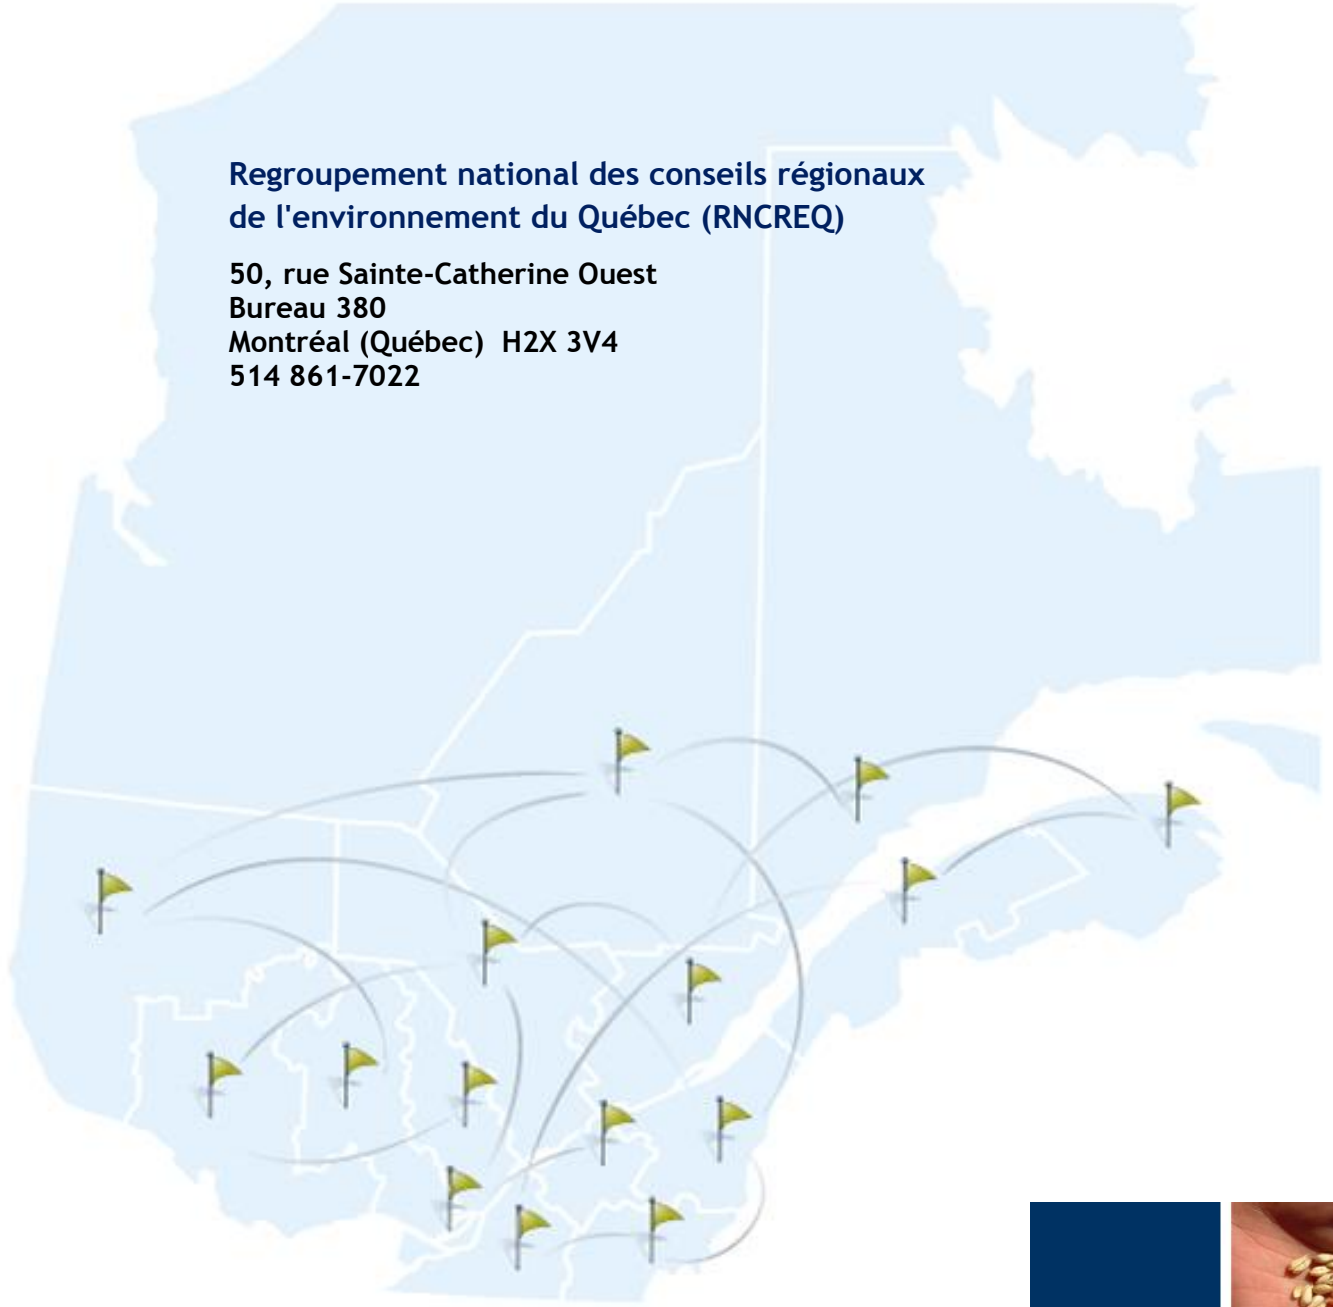 Regroupement national des conseils régionaux
de l'environnement du Québec (RNCREQ)
50, rue Sainte-Catherine Ouest
Bureau 380
Montréal (Québec)  H2X 3V4
514 861-7022